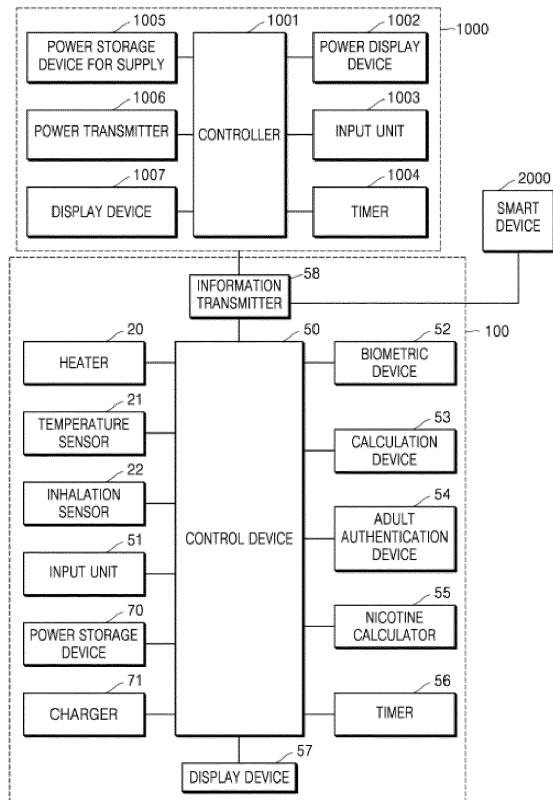 1005
1001
1002
1000
POWER STORAGE
DEVICE FOR SUPPLY
POWER DISPLAY
DEVICE
1006
1003
POWER TRANSMITTER
CONTROLLER
INPUT UNIT
1007
1004
DISPLAY DEVICE
TIMER
2000
SMART
DEVICE
INFORMATION
TRANSMITTER
58
20
50
52
100
HEATER
BIOMETRIC
DEVICE
21
53
TEMPERATURE
SENSOR
CALCULATION
DEVICE
22
54
INHALATION
SENSOR
CONTROL DEVICE
ADULT
AUTHENTICATION
DEVICE
51
INPUT UNIT
55
70
NICOTINE
CALCULATOR
POWER STORAGE
DEVICE
71
56
CHARGER
TIMER
57
DISPLAY DEVICE